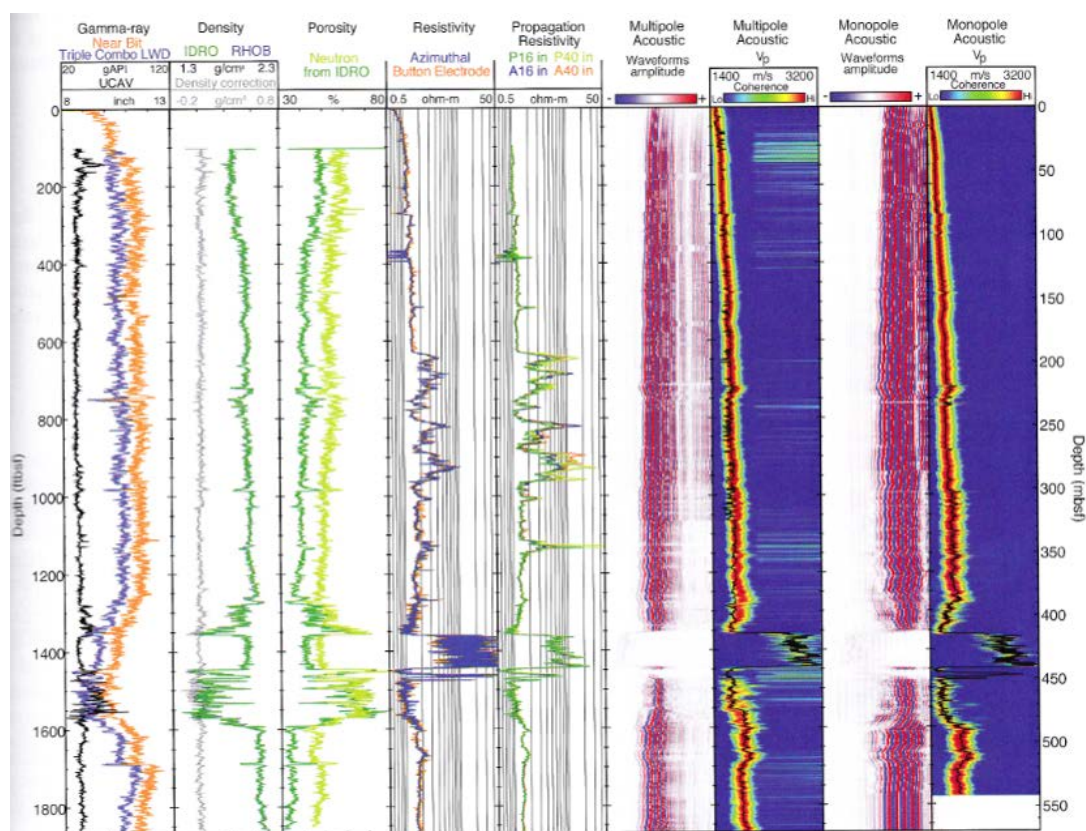 Gamma-ray
Near Bit
Triple Combo LWD
20 gAPI 120
UCAV
8 inch 13
Density
IDRO RHOB
1.3 g/cm³ 2.3
Density correction
-0.2 g/cm³ 0.8
Porosity
Neutron
from IDRO
30 % 80
Resistivity
Azimuthal
Button Electrode
0.5 ohm-m 50
Propagation
Resistivity
P16 in P40 in
A16 in A40 in
0.5 ohm-m 50
Multipole
Acoustic
Waveforms
amplitude
- +
Multipole
Acoustic
Vp
1400 m/s 3200
Coherence
Lo Hi
Monopole
Acoustic
Waveforms
amplitude
- +
Monopole
Acoustic
Vp
1400 m/s 3200
Coherence
Lo Hi
Depth (ftbsf)
0
200
400
600
800
1000
1200
1400
1600
1800
Depth (mbsf)
0
50
100
150
200
250
300
350
400
450
500
550